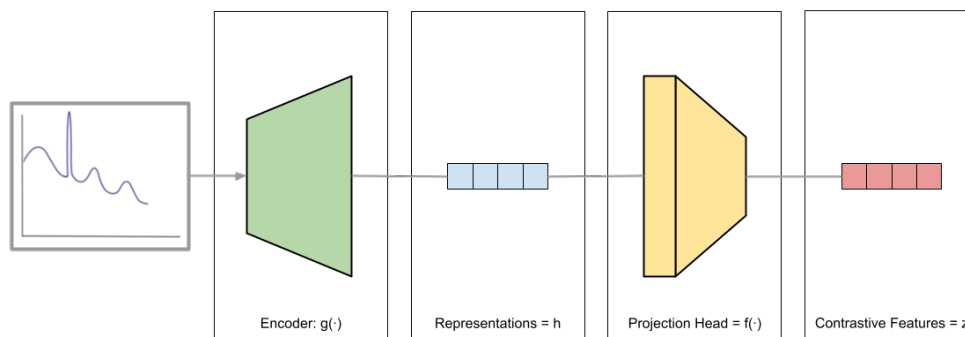 Encoder: g(·)
Representations = h
Projection Head = f(·)
Contrastive Features = z